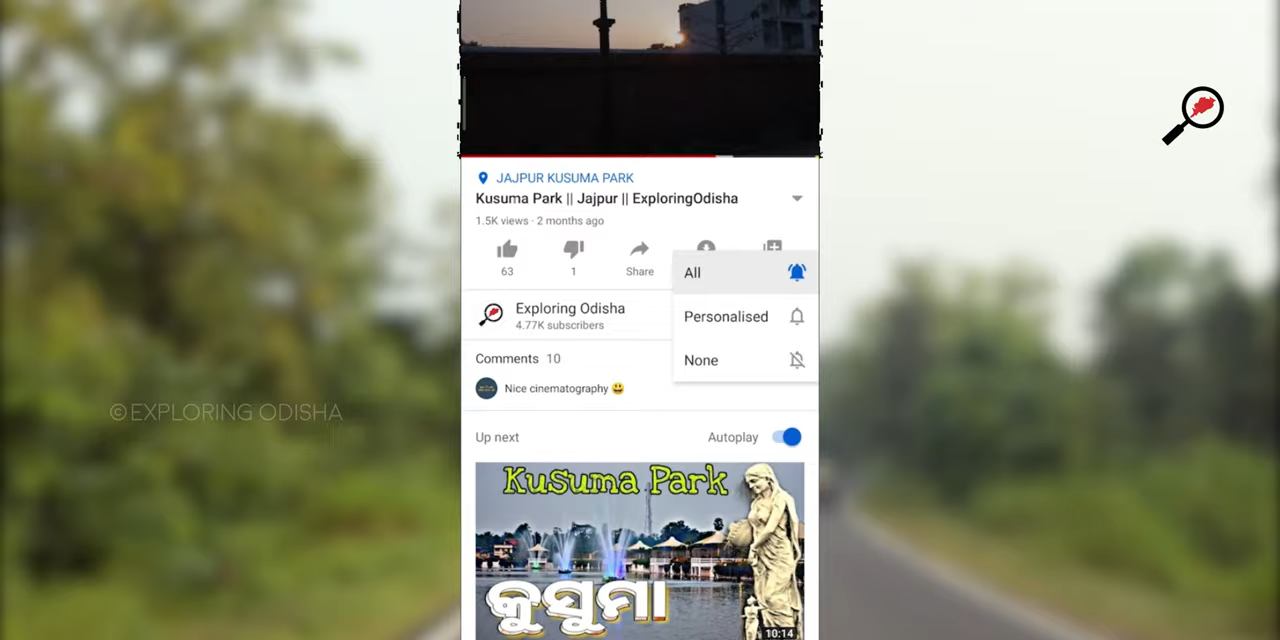 JAJPUR KUSUMA PARK
Kusuma Park || Jajpur || ExploringOdisha
1.5K views · 2 months ago
63
1
Share
All
Personalised
None
Exploring Odisha
4.77K subscribers
Comments 10
Nice cinematography 😃
©EXPLORING ODISHA
Up next
Autoplay
Kusuma Park
କୁସୁମା
10:14